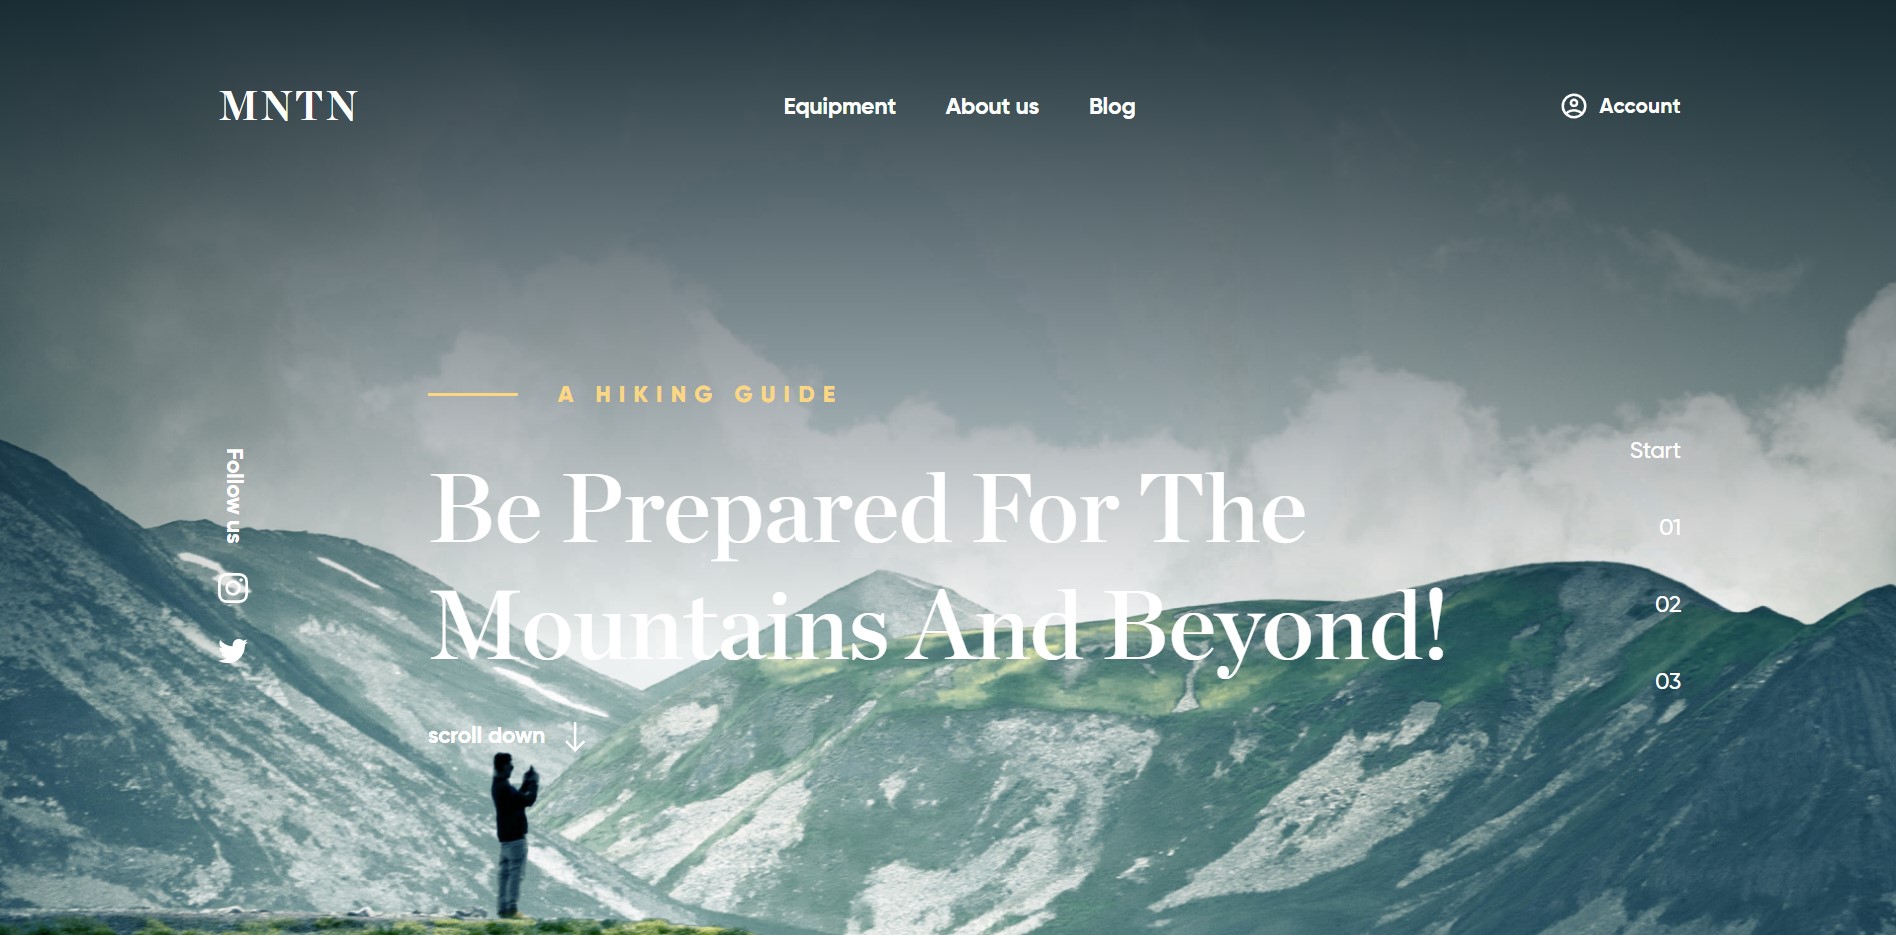 MNTN
Equipment
About us
Blog
Account
A HIKING GUIDE
Follow us
Be Prepared For The
Mountains And Beyond!
scroll down
Start
01
02
03